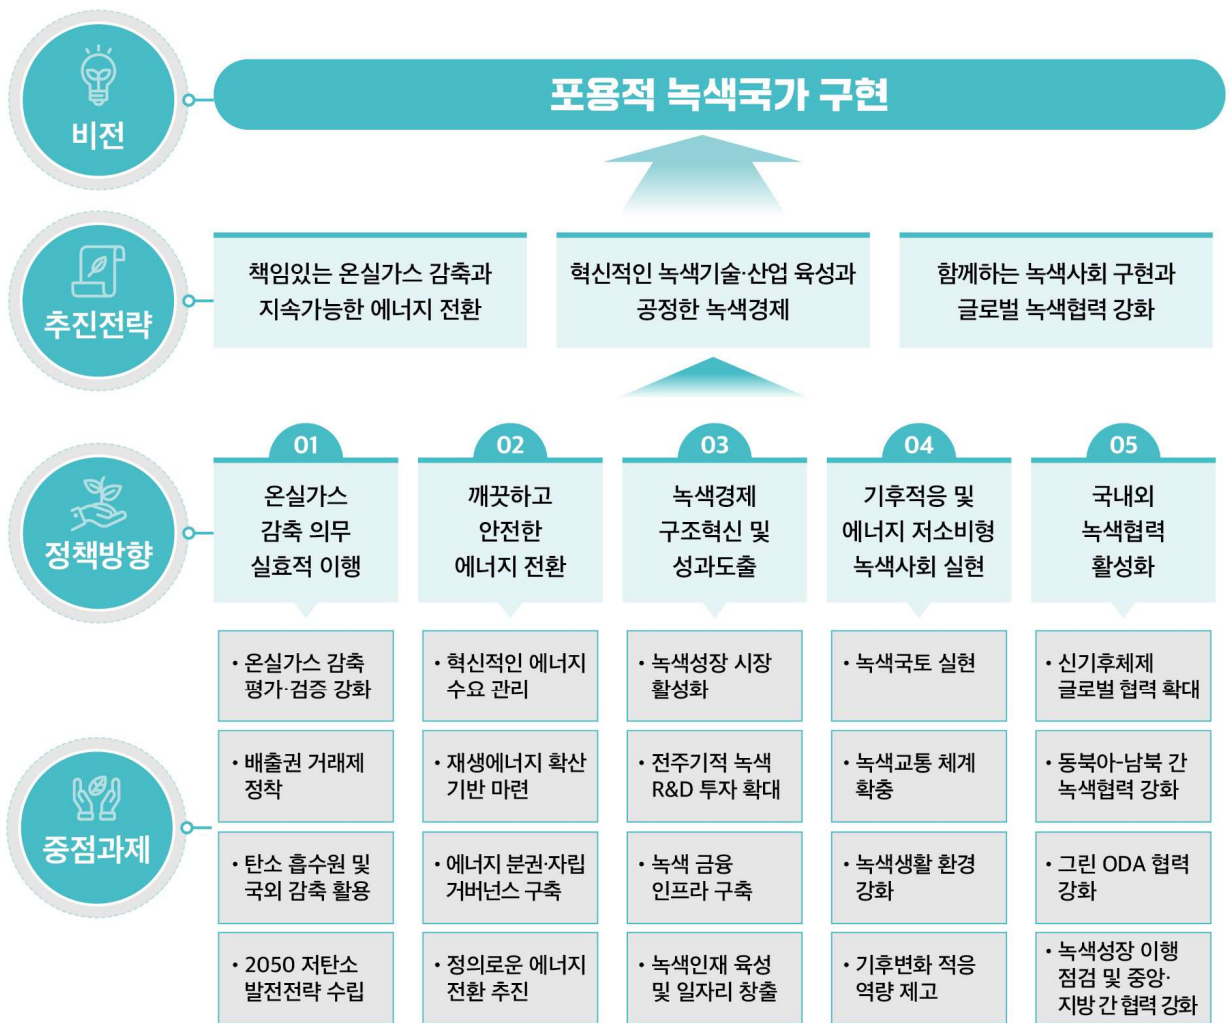 비전
포용적 녹색국가 구현
추진전략
책임있는 온실가스 감축과
지속가능한 에너지 전환
혁신적인 녹색기술·산업 육성과
공정한 녹색경제
함께하는 녹색사회 구현과
글로벌 녹색협력 강화
정책방향
01
온실가스
감축 의무
실효적 이행
02
깨끗하고
안전한
에너지 전환
03
녹색경제
구조혁신 및
성과도출
04
기후적응 및
에너지 저소비형
녹색사회 실현
05
국내외
녹색협력
활성화
중점과제
• 온실가스 감축
평가·검증 강화
• 배출권 거래제
정착
• 탄소 흡수원 및
국외 감축 활용
• 2050 저탄소
발전전략 수립
• 혁신적인 에너지
수요 관리
• 재생에너지 확산
기반 마련
• 에너지 분권·자립
거버넌스 구축
• 정의로운 에너지
전환 추진
• 녹색성장 시장
활성화
• 전주기적 녹색
R&D 투자 확대
• 녹색 금융
인프라 구축
• 녹색인재 육성
및 일자리 창출
• 녹색국토 실현
• 녹색교통 체계
확충
• 녹색생활 환경
강화
• 기후변화 적응
역량 제고
• 신기후체제
글로벌 협력 확대
• 동북아-남북 간
녹색협력 강화
• 그린 ODA 협력
강화
• 녹색성장 이행
점검 및 중앙·
지방 간 협력 강화